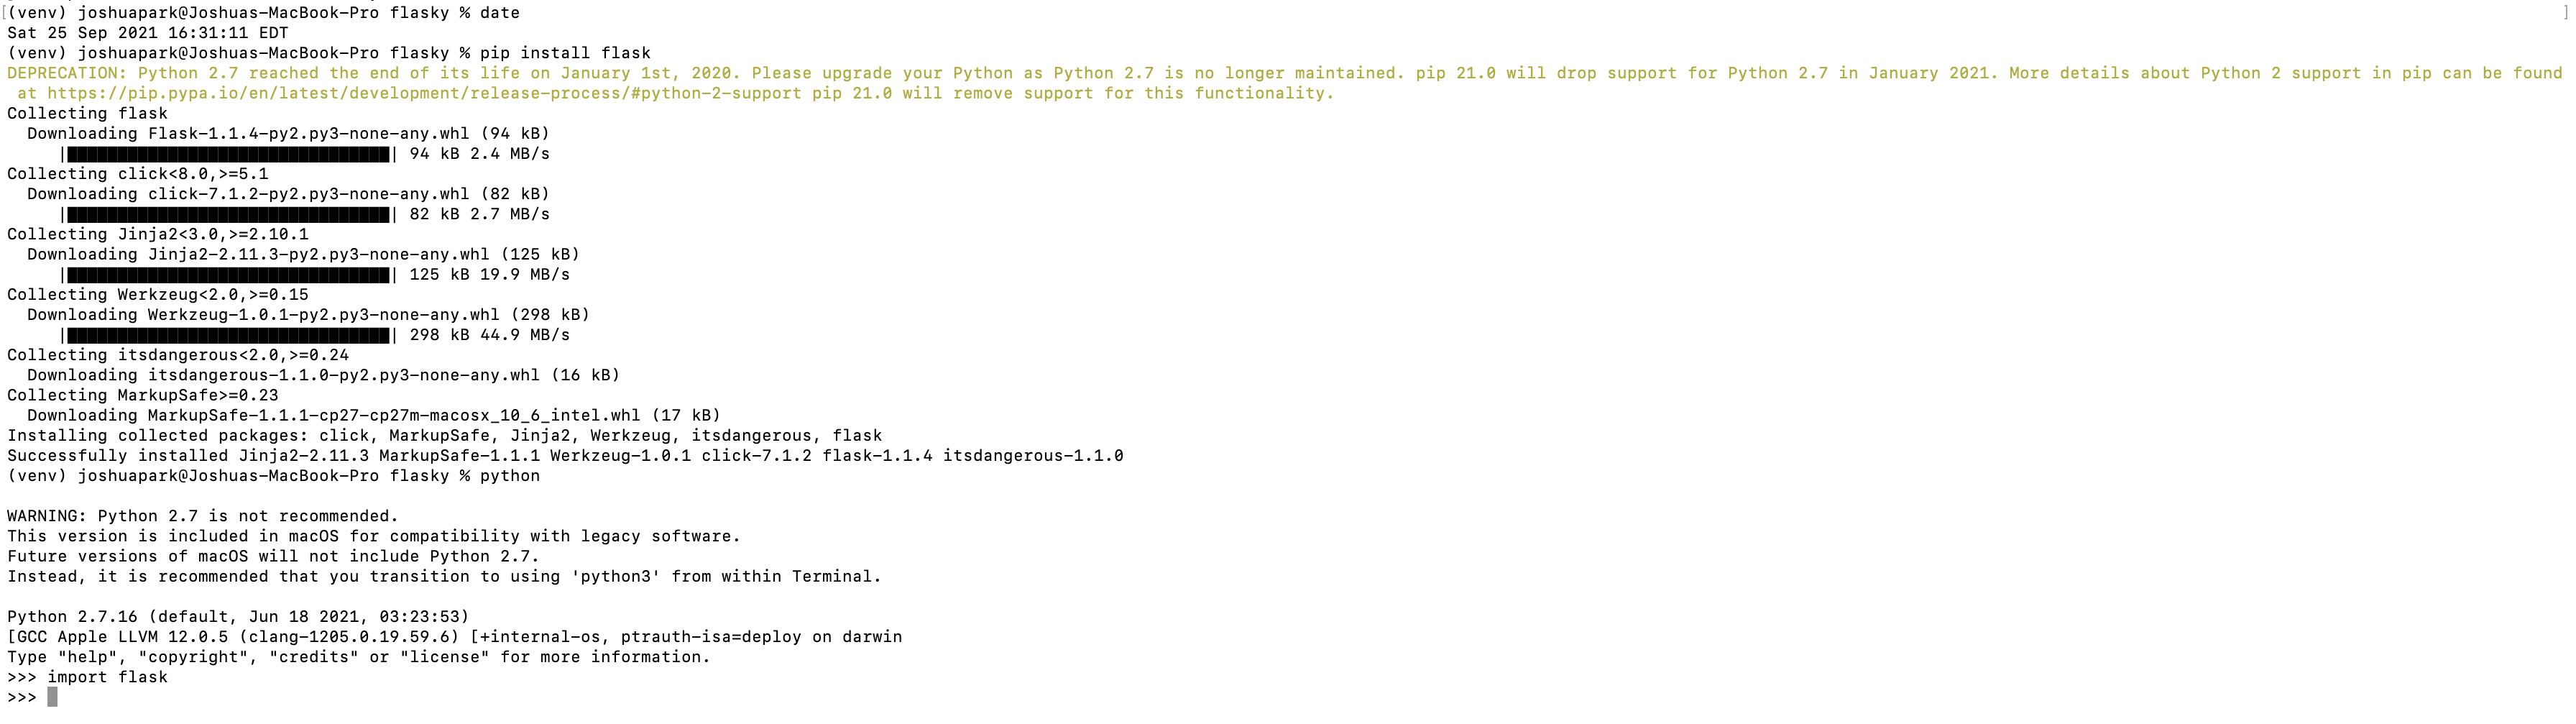 [(venv) joshuapark@Joshuas-MacBook-Pro flasky % date ]
Sat 25 Sep 2021 16:31:11 EDT
(venv) joshuapark@Joshuas-MacBook-Pro flasky % pip install flask
DEPRECATION: Python 2.7 reached the end of its life on January 1st, 2020. Please upgrade your Python as Python 2.7 is no longer maintained. pip 21.0 will drop support for Python 2.7 in January 2021. More details about Python 2 support in pip can be found
 at https://pip.pypa.io/en/latest/development/release-process/#python-2-support pip 21.0 will remove support for this functionality.
Collecting flask
  Downloading Flask-1.1.4-py2.py3-none-any.whl (94 kB)
     |████████████████████████████████| 94 kB 2.4 MB/s
Collecting click<8.0,>=5.1
  Downloading click-7.1.2-py2.py3-none-any.whl (82 kB)
     |████████████████████████████████| 82 kB 2.7 MB/s
Collecting Jinja2<3.0,>=2.10.1
  Downloading Jinja2-2.11.3-py2.py3-none-any.whl (125 kB)
     |████████████████████████████████| 125 kB 19.9 MB/s
Collecting Werkzeug<2.0,>=0.15
  Downloading Werkzeug-1.0.1-py2.py3-none-any.whl (298 kB)
     |████████████████████████████████| 298 kB 44.9 MB/s
Collecting itsdangerous<2.0,>=0.24
  Downloading itsdangerous-1.1.0-py2.py3-none-any.whl (16 kB)
Collecting MarkupSafe>=0.23
  Downloading MarkupSafe-1.1.1-cp27-cp27m-macosx_10_6_intel.whl (17 kB)
Installing collected packages: click, MarkupSafe, Jinja2, Werkzeug, itsdangerous, flask
Successfully installed Jinja2-2.11.3 MarkupSafe-1.1.1 Werkzeug-1.0.1 click-7.1.2 flask-1.1.4 itsdangerous-1.1.0
(venv) joshuapark@Joshuas-MacBook-Pro flasky % python
WARNING: Python 2.7 is not recommended.
This version is included in macOS for compatibility with legacy software.
Future versions of macOS will not include Python 2.7.
Instead, it is recommended that you transition to using 'python3' from within Terminal.
Python 2.7.16 (default, Jun 18 2021, 03:23:53)
[GCC Apple LLVM 12.0.5 (clang-1205.0.19.59.6) [+internal-os, ptrauth-isa=deploy on darwin
Type "help", "copyright", "credits" or "license" for more information.
>>> import flask
>>>